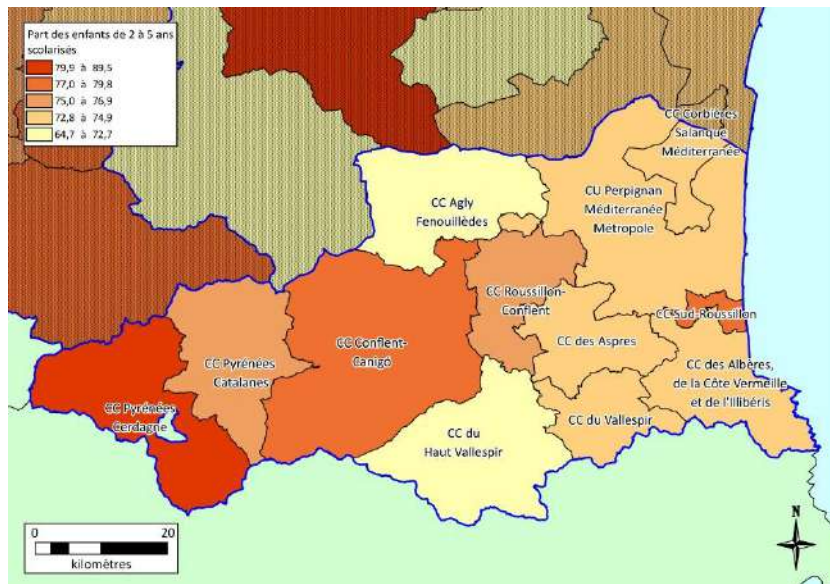 Part des enfants de 2 à 5 ans
scolarisés
79,9 à 89,5
77,0 à 79,8
75,0 à 76,9
72,8 à 74,9
64,7 à 72,7
CC Corbières
Salanque
Méditerranée
CC Agly
Fenouillèdes
CU Perpignan
Méditerranée
Métropole
CC Roussillon-
Conflent
CC Sud-Roussillon
CC Conflent-
Canigó
CC des Aspres
CC Pyrénées
Catalanes
CC des Albères,
de la Côte Vermeille
et de l'Illibéris
CC Pyrénées
Cerdagne
CC du Vallespir
CC du
Haut Vallespir
N
0 20
kilomètres